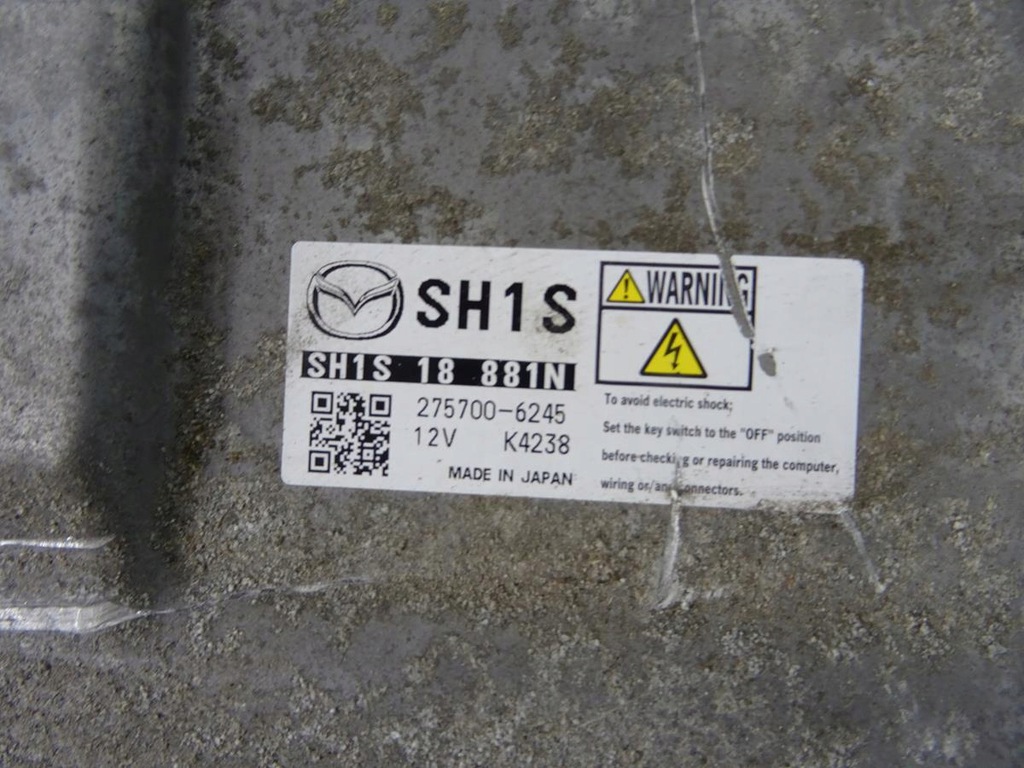 SH1S
SH1S 18 881N
275700-6245
12V K4238
MADE IN JAPAN
WARNING
To avoid electric shock;
Set the key switch to the "OFF" position
before checking or repairing the computer,
wiring or/and connectors.